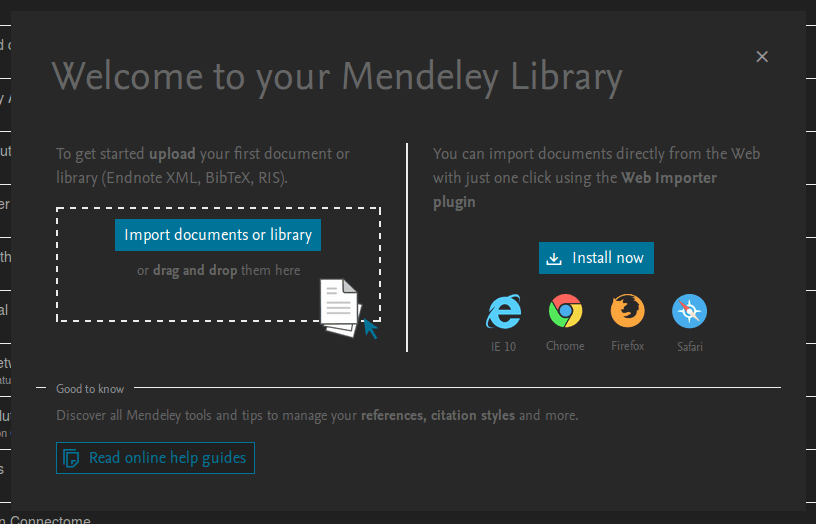 Welcome to your Mendeley Library
To get started upload your first document or
library (Endnote XML, BibTeX, RIS).
Import documents or library
or drag and drop them here
You can import documents directly from the Web
with just one click using the Web Importer
plugin
Install now
IE 10
Chrome
Firefox
Safari
Good to know
Discover all Mendeley tools and tips to manage your references, citation styles and more.
Read online help guides
Connectome